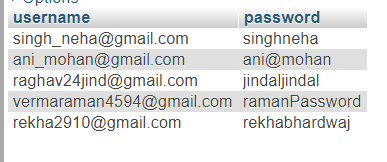 Options
username password
singh_neha@gmail.com singhneha
ani_mohan@gmail.com ani@mohan
raghav24jind@gmail.com jindaljindal
vermaraman4594@gmail.com ramanPassword
rekha2910@gmail.com rekhabhardwaj